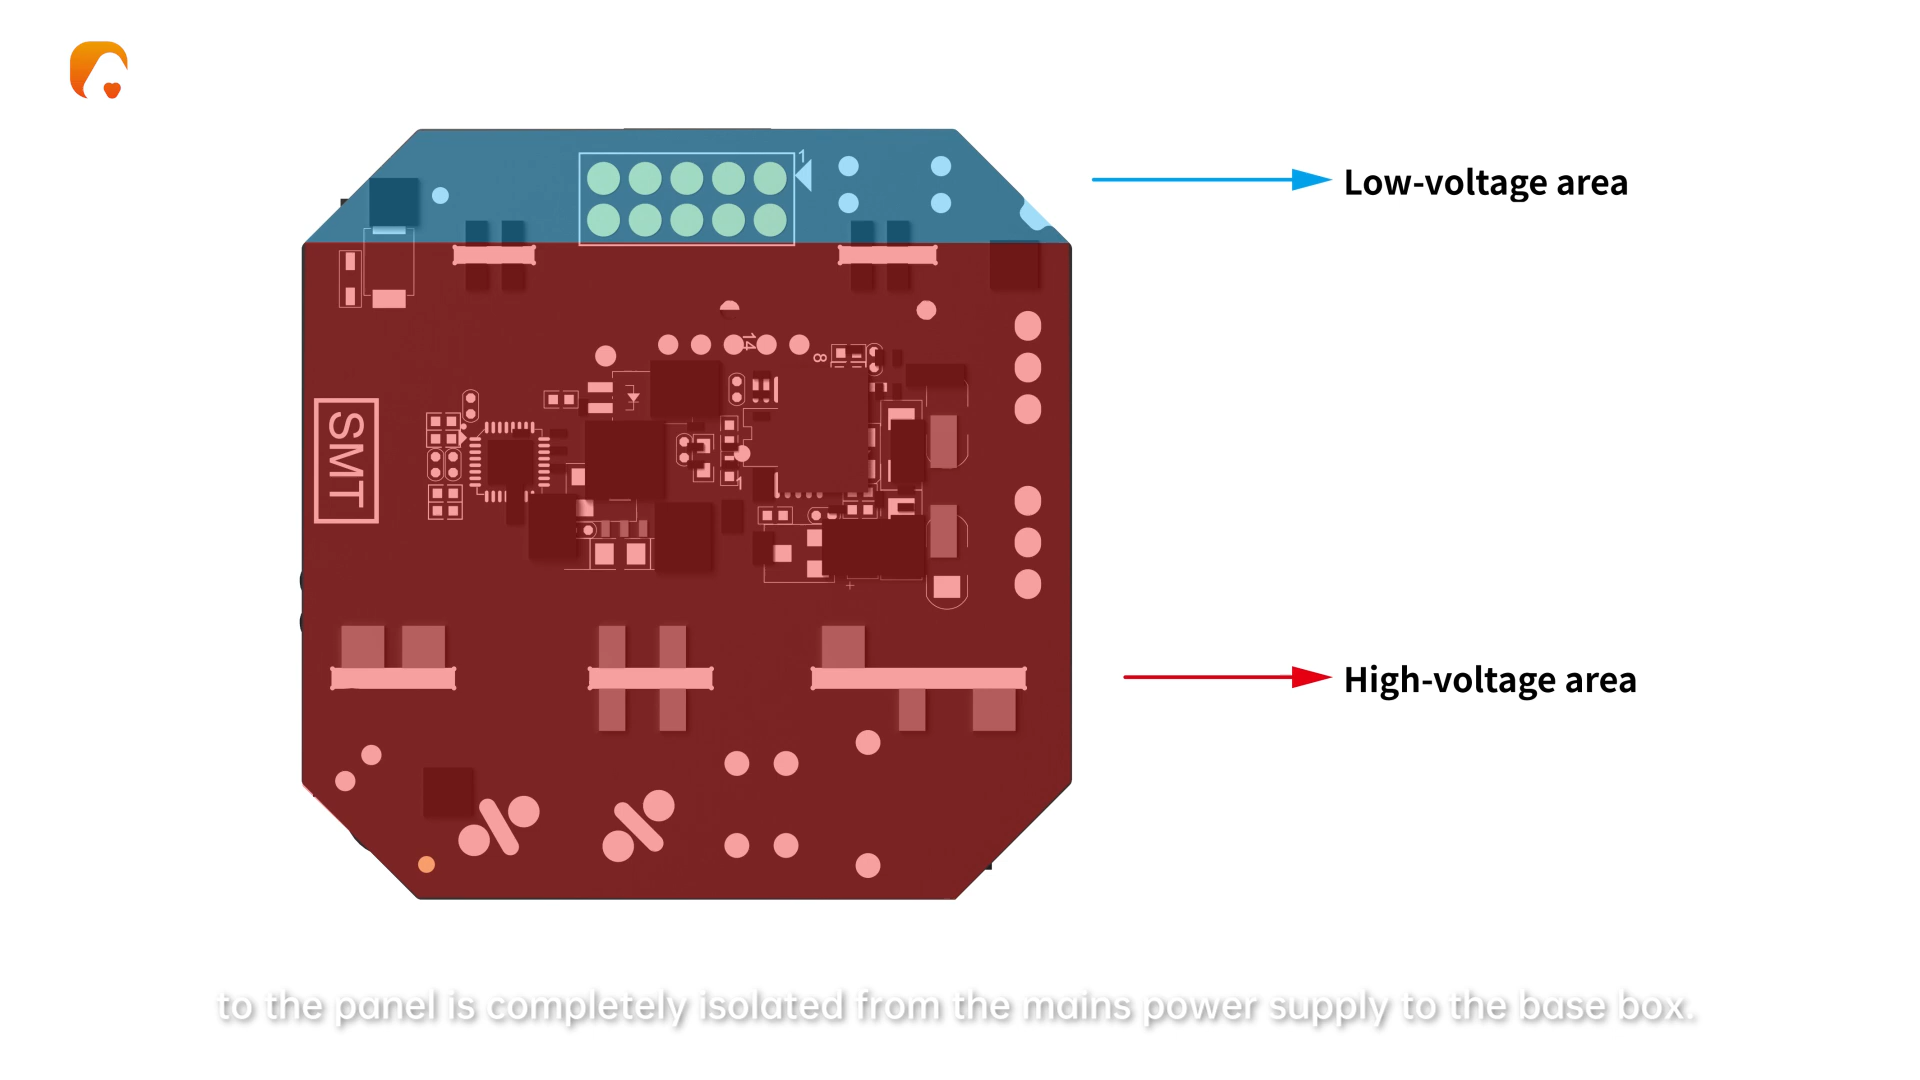 1
Low-voltage area
14
8
SMT
1
High-voltage area
to the panel is completely isolated from the mains power supply to the base box.